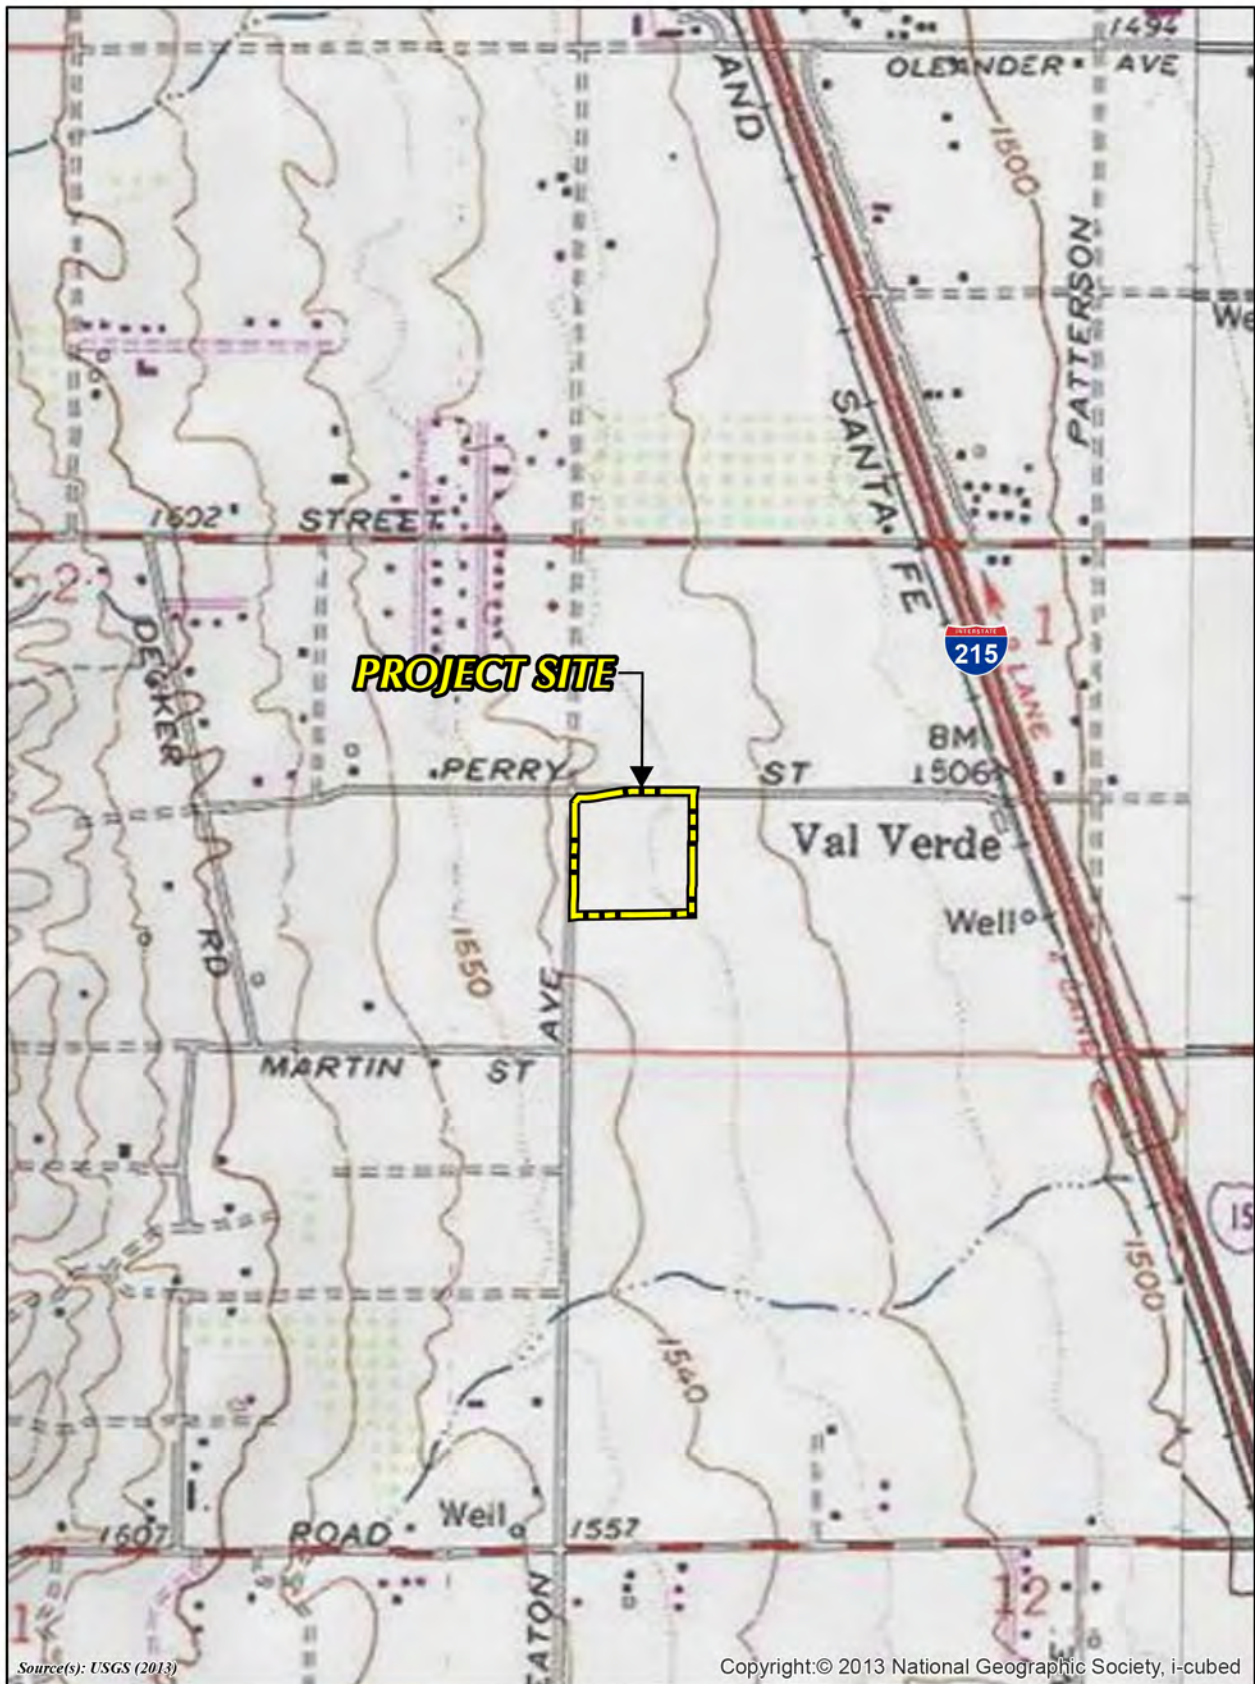 1494
OLEANDER AVE
AND
1500
PATTERSON
We
SANTA
1602 STREET
FE
2
1
INTERSTATE
215
DECKER
PROJECT SITE
LANE
BM
PERRY ST 1506
Val Verde
Well
RD
1550
AVE
MARTIN ST
15
1500
1540
Well
1607 ROAD 1557
EATON
12
1
Source(s): USGS (2013)
Copyright:© 2013 National Geographic Society, i-cubed